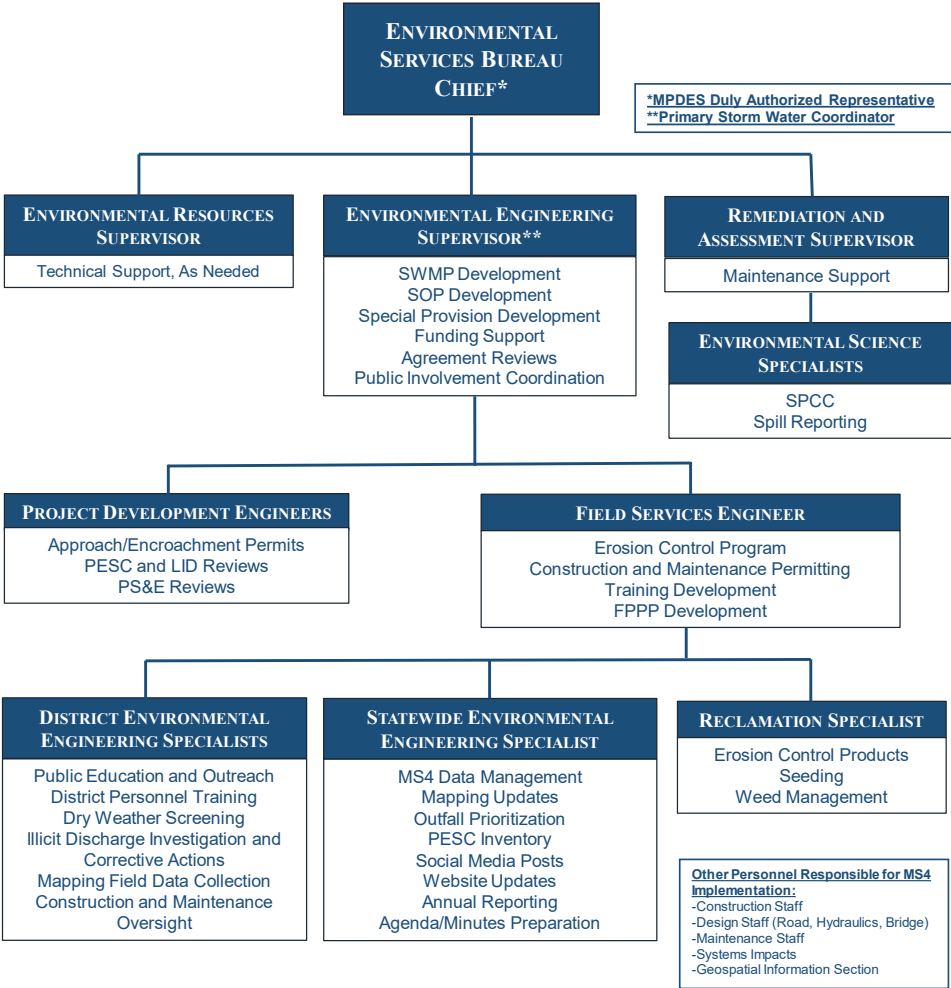 ENVIRONMENTAL
SERVICES BUREAU
CHIEF*
*MPDES Duly Authorized Representative
**Primary Storm Water Coordinator
ENVIRONMENTAL RESOURCES
SUPERVISOR
Technical Support, As Needed
ENVIRONMENTAL ENGINEERING
SUPERVISOR**
SWMP Development
SOP Development
Special Provision Development
Funding Support
Agreement Reviews
Public Involvement Coordination
REMEDIATION AND
ASSESSMENT SUPERVISOR
Maintenance Support
ENVIRONMENTAL SCIENCE
SPECIALISTS
SPCC
Spill Reporting
PROJECT DEVELOPMENT ENGINEERS
Approach/Encroachment Permits
PESC and LID Reviews
PS&E Reviews
FIELD SERVICES ENGINEER
Erosion Control Program
Construction and Maintenance Permitting
Training Development
FPPP Development
DISTRICT ENVIRONMENTAL
ENGINEERING SPECIALISTS
Public Education and Outreach
District Personnel Training
Dry Weather Screening
Illicit Discharge Investigation and
Corrective Actions
Mapping Field Data Collection
Construction and Maintenance
Oversight
STATEWIDE ENVIRONMENTAL
ENGINEERING SPECIALIST
MS4 Data Management
Mapping Updates
Outfall Prioritization
PESC Inventory
Social Media Posts
Website Updates
Annual Reporting
Agenda/Minutes Preparation
RECLAMATION SPECIALIST
Erosion Control Products
Seeding
Weed Management
Other Personnel Responsible for MS4
Implementation:
-Construction Staff
-Design Staff (Road, Hydraulics, Bridge)
-Maintenance Staff
-Systems Impacts
-Geospatial Information Section